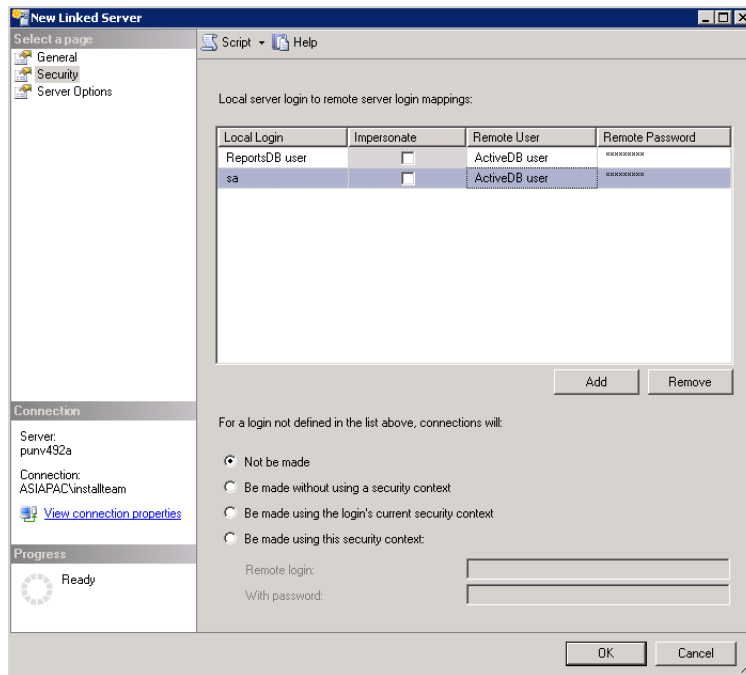 New Linked Server
Select a page
General
Security
Server Options
Script Help
Local server login to remote server login mappings:
Local Login Impersonate Remote User Remote Password
ReportsDB user ActiveDB user *********
sa ActiveDB user *********
Add Remove
For a login not defined in the list above, connections will:
Not be made
Be made without using a security context
Be made using the login's current security context
Be made using this security context:
Remote login:
With password:
Connection
Server:
punv492a
Connection:
ASIAPAC\installteam
View connection properties
Progress
Ready
OK Cancel